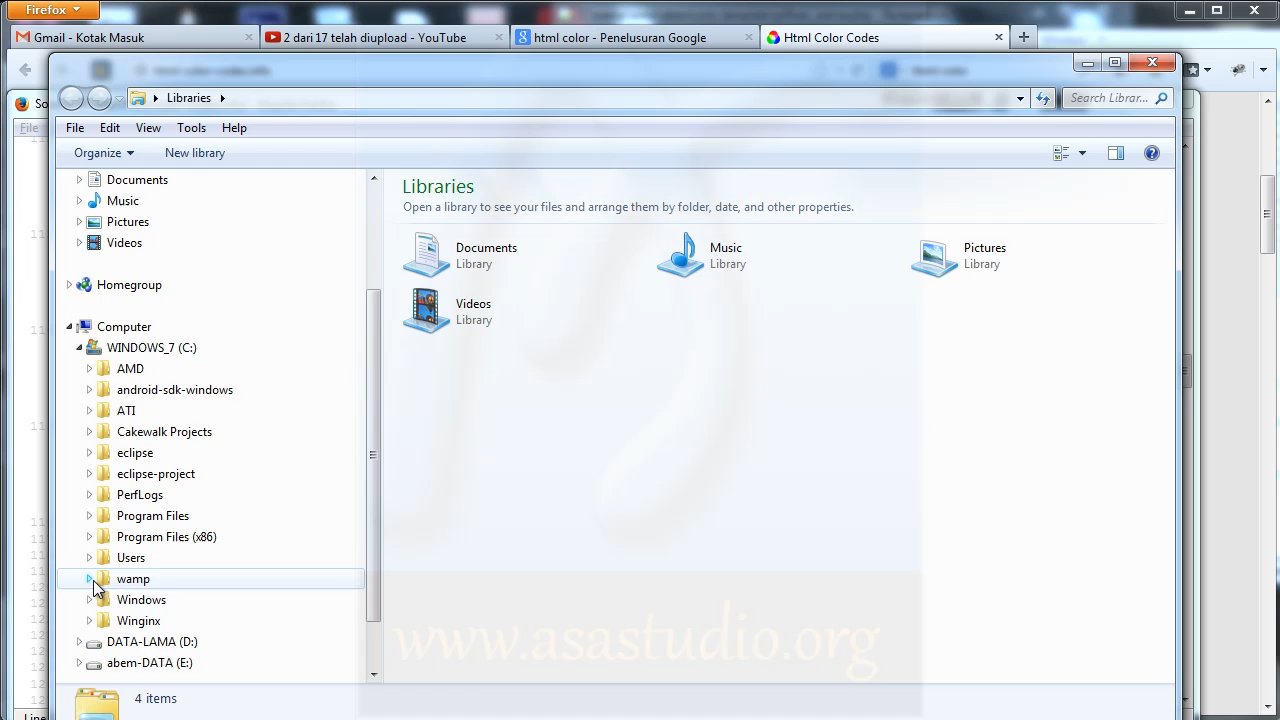 Firefox
Gmail - Kotak Masuk
2 dari 17 telah diupload - YouTube
html color - Penelusuran Google
Html Color Codes
So
Libraries
Search Librar...
File
File Edit View Tools Help
Organize
New library
Documents
Music
Pictures
Videos
Homegroup
Computer
WINDOWS_7 (C:)
AMD
android-sdk-windows
ATI
Cakewalk Projects
eclipse
eclipse-project
PerfLogs
Program Files
Program Files (x86)
Users
wamp
Windows
Winginx
DATA-LAMA (D:)
abem-DATA (E:)
Libraries
Open a library to see your files and arrange them by folder, date, and other properties.
Documents
Library
Music
Library
Pictures
Library
Videos
Library
www.asastudio.org
4 items
Line